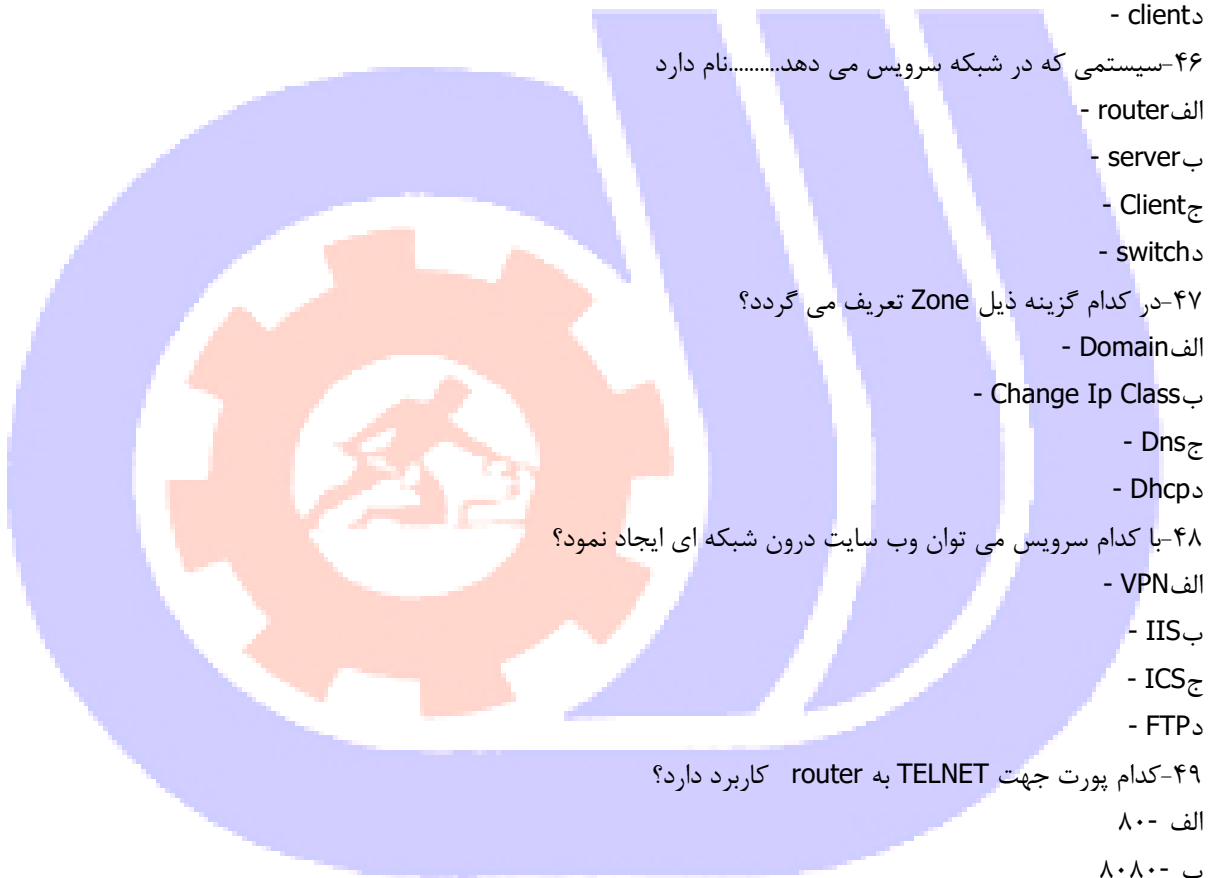 د- client
۴۶-سیستمی که در شبکه سرویس می دهد.........نام دارد
الف- router
ب- server
ج- Client
د- switch
۴۷-در کدام گزینه ذیل Zone تعریف می گردد؟
الف- Domain
ب- Change Ip Class
ج- Dns
د- Dhcp
۴۸-با کدام سرویس می توان وب سایت درون شبکه ای ایجاد نمود؟
الف- VPN
ب- IIS
ج- ICS
د- FTP
۴۹-کدام پورت جهت TELNET به router کاربرد دارد؟
الف -۸۰
ب -۸۰۸۰